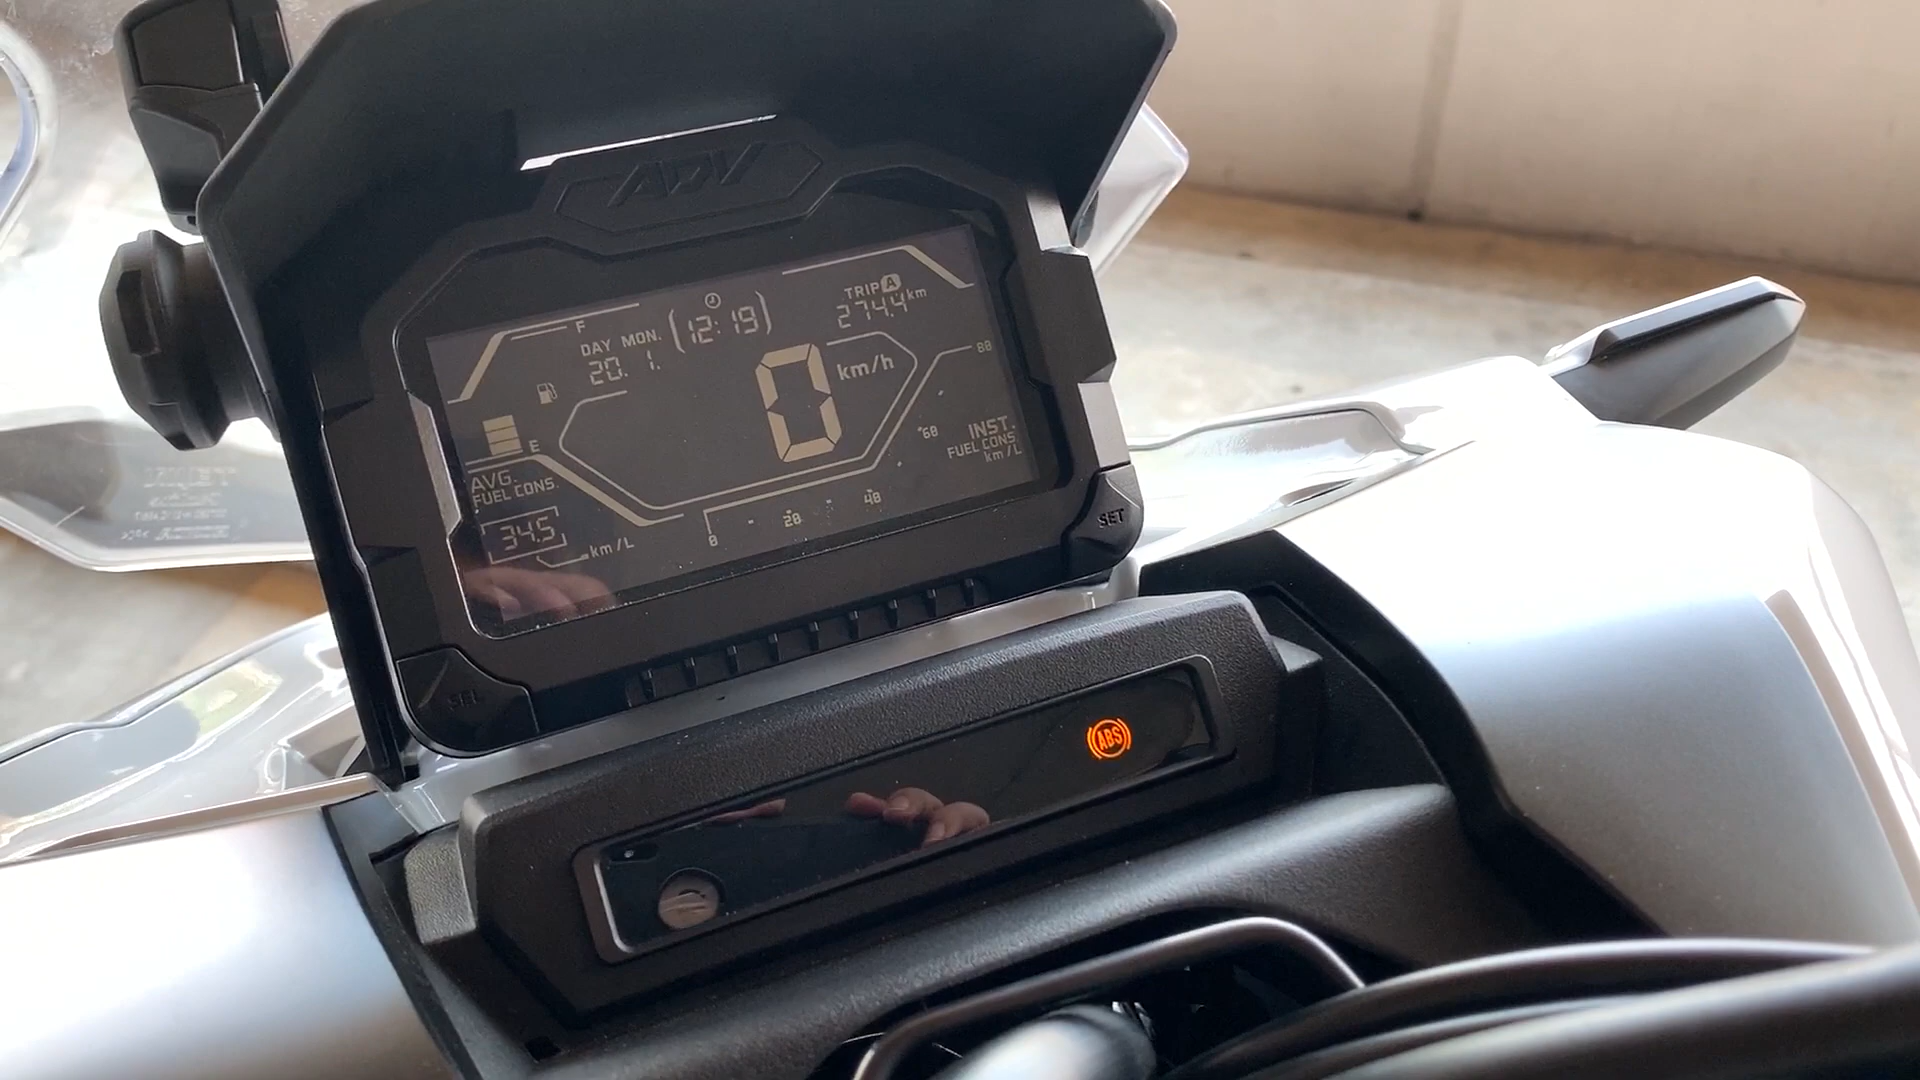 ADV
F
DAY MON.
20. 1.
(12:19)
TRIP A
274.4 km
E
0 km/h
80
60
40
20
0
INST.
FUEL CONS.
km/L
AVG.
FUEL CONS.
34.5 km/L
SEL
SET
ABS